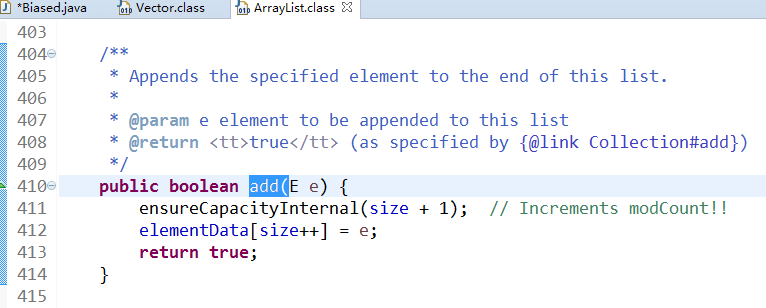 *Biased.java Vector.class ArrayList.class
403
404 /**
405 * Appends the specified element to the end of this list.
406 *
407 * @param e element to be appended to this list
408 * @return <tt>true</tt> (as specified by {@link Collection#add})
409 */
410 public boolean add(E e) {
411 ensureCapacityInternal(size + 1);  // Increments modCount!!
412 elementData[size++] = e;
413 return true;
414 }
415